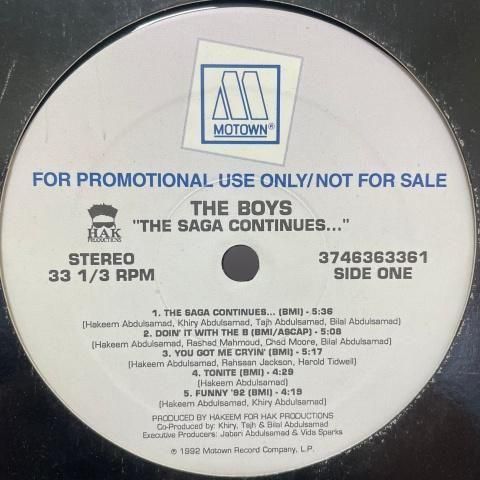 M
MOTOWN®
FOR PROMOTIONAL USE ONLY/NOT FOR SALE
THE BOYS
"THE SAGA CONTINUES..."
HAK
PRODUCTIONS
STEREO
33 1/3 RPM
3746363361
SIDE ONE
1. THE SAGA CONTINUES... (BMI) - 5:36
(Hakeem Abdulsamad, Khiry Abdulsamad, Tajh Abdulsamad, Bilal Abdulsamad)
2. DOIN' IT WITH THE B (BMI/ASCAP) - 5:08
(Hakeem Abdulsamad, Rashad Mahmoud, Chad Moore, Bilal Abdulsamad)
3. YOU GOT ME CRYIN' (BMI) - 5:17
(Hakeem Abdulsamad, Rahsaan Jackson, Harold Tidwell)
4. TONITE (BMI) - 4:29
(Hakeem Abdulsamad)
5. FUNNY '92 (BMI) - 4:19
(Hakeem Abdulsamad, Khiry Abdulsamad)
PRODUCED BY HAKEEM FOR HAK PRODUCTIONS
Co-Produced by: Khiry, Tajh & Bilal Abdulsamad
Executive Producers: Jabari Abdulsamad & Vida Sparks
℗ 1992 Motown Record Company, L.P.